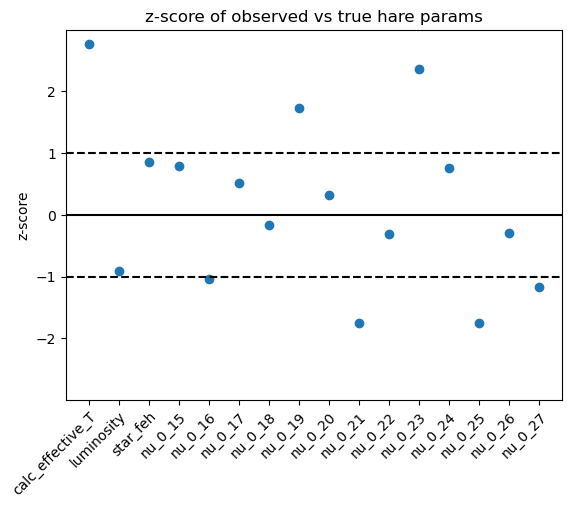 z-score of observed vs true hare params
z-score
2
1
0
−1
−2
calc_effective_T
luminosity
star_feh
nu_0_15
nu_0_16
nu_0_17
nu_0_18
nu_0_19
nu_0_20
nu_0_21
nu_0_22
nu_0_23
nu_0_24
nu_0_25
nu_0_26
nu_0_27